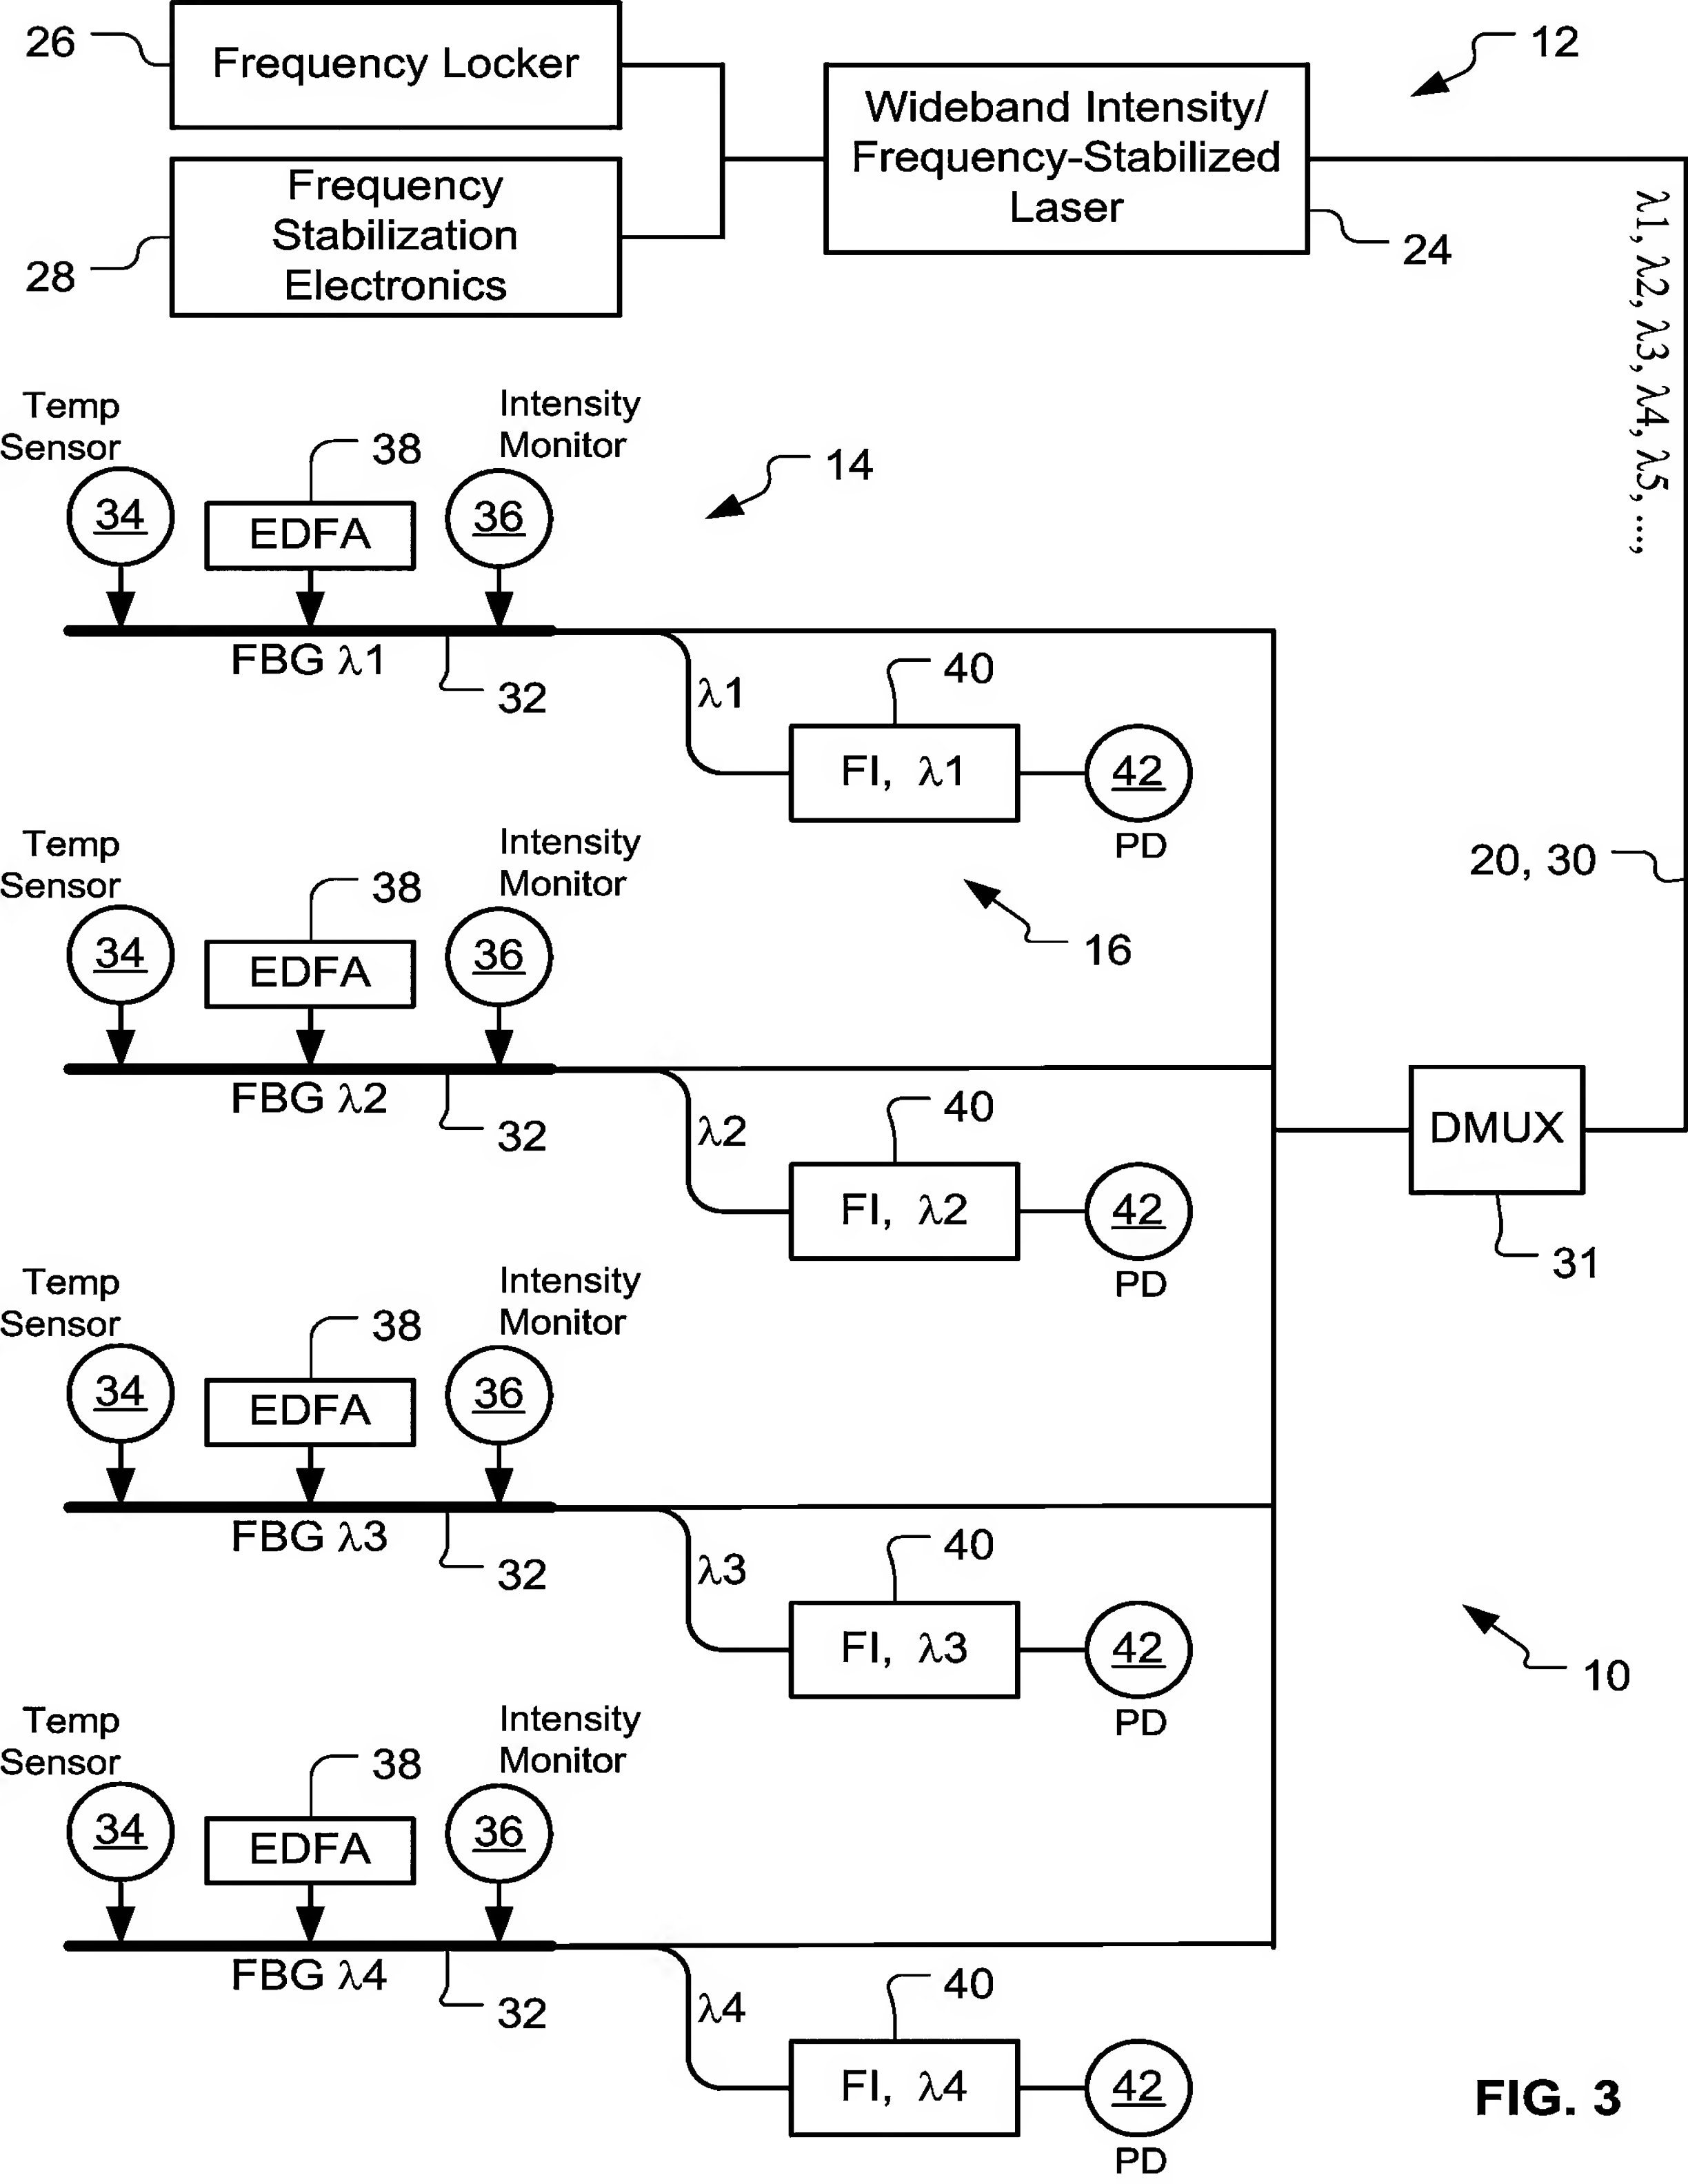 26
Frequency Locker
12
Wideband Intensity/
Frequency-Stabilized
Laser
Frequency
Stabilization
Electronics
28
24
λ1, λ2, λ3, λ4, λ5, ...,
Temp
Sensor
38
Intensity
Monitor
14
34
EDFA
36
FBG λ1
32
λ1
40
FI, λ1
42
PD
20, 30
16
Temp
Sensor
38
Intensity
Monitor
34
EDFA
36
FBG λ2
32
λ2
40
DMUX
FI, λ2
42
PD
31
Temp
Sensor
38
Intensity
Monitor
34
EDFA
36
FBG λ3
32
λ3
40
FI, λ3
42
PD
10
Temp
Sensor
38
Intensity
Monitor
34
EDFA
36
FBG λ4
32
λ4
40
FI, λ4
42
PD
FIG. 3